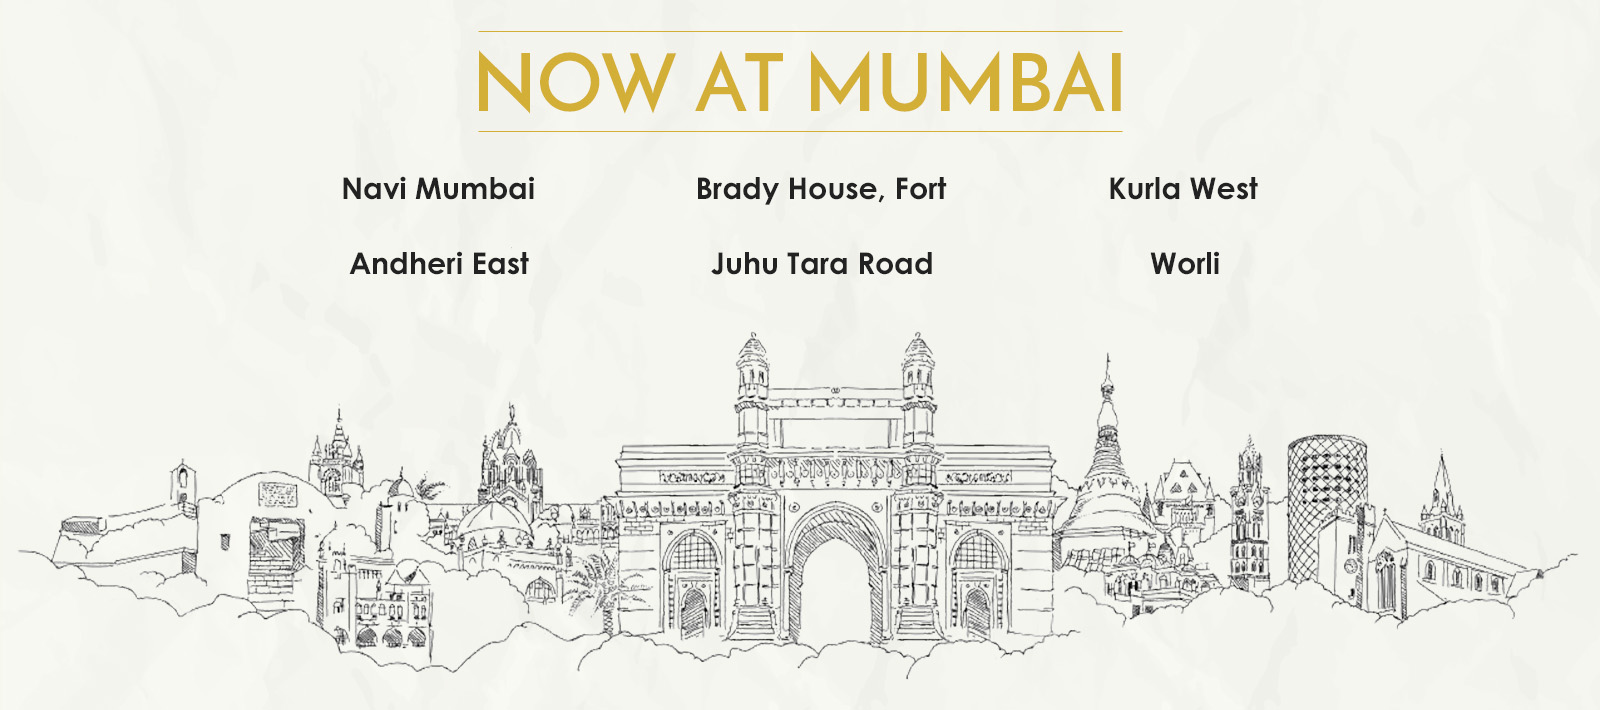 NOW AT MUMBAI
Navi Mumbai
Brady House, Fort
Kurla West
Andheri East
Juhu Tara Road
Worli